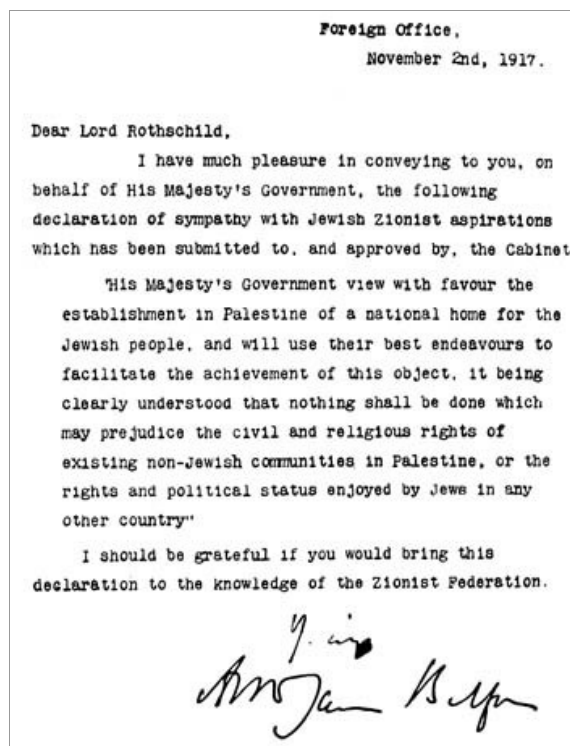 Foreign Office,
November 2nd, 1917.
Dear Lord Rothschild,
I have much pleasure in conveying to you, on
behalf of His Majesty's Government, the following
declaration of sympathy with Jewish Zionist aspirations
which has been submitted to, and approved by, the Cabinet
"His Majesty's Government view with favour the
establishment in Palestine of a national home for the
Jewish people, and will use their best endeavours to
facilitate the achievement of this object, it being
clearly understood that nothing shall be done which
may prejudice the civil and religious rights of
existing non-Jewish communities in Palestine, or the
rights and political status enjoyed by Jews in any
other country"
I should be grateful if you would bring this
declaration to the knowledge of the Zionist Federation.